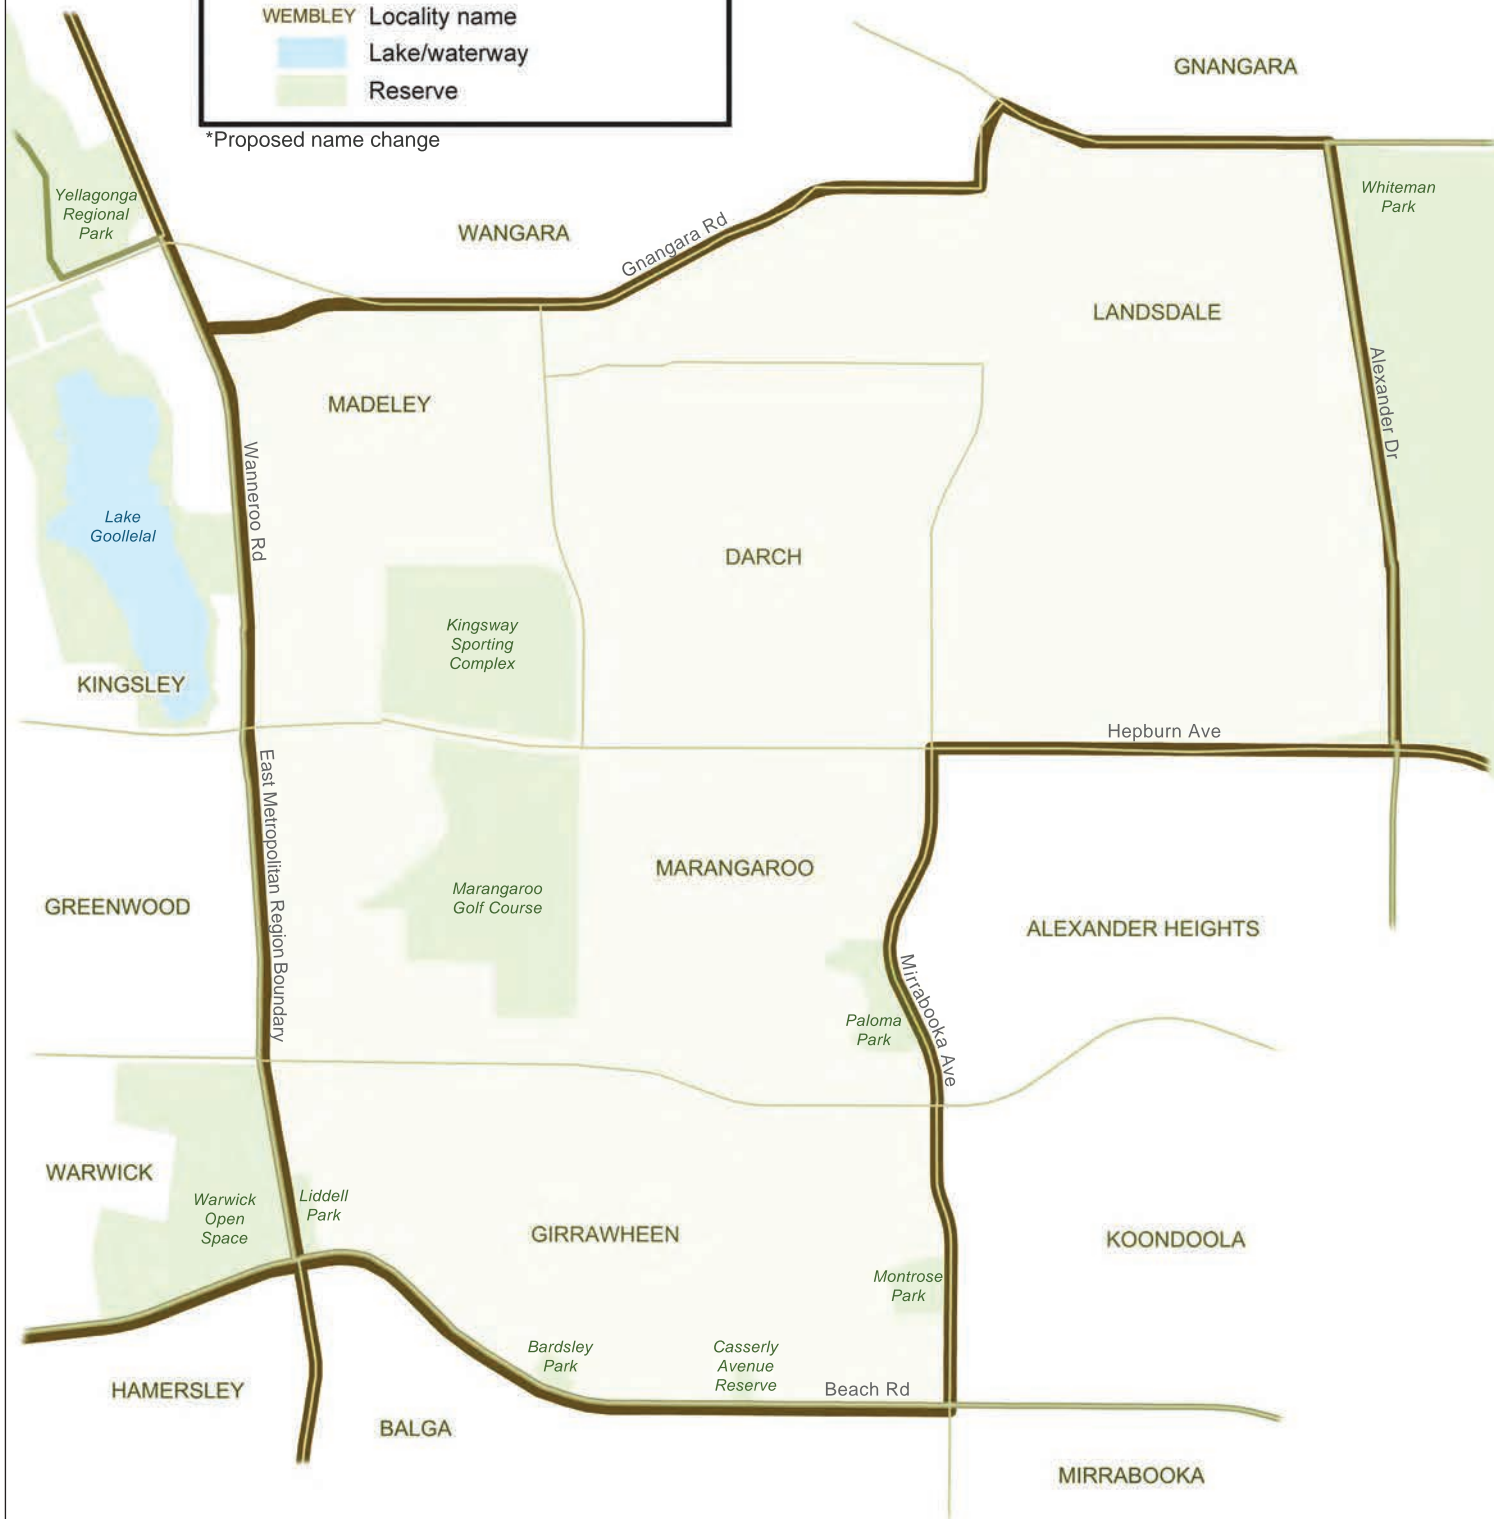 WEMBLEY Locality name
Lake/waterway
Reserve
*Proposed name change
GNANGARA
Yellagonga
Regional
Park
Whiteman
Park
WANGARA
Gnangara Rd
LANDSDALE
MADELEY
Alexander Dr
Wanneroo Rd
Lake
Goollelal
DARCH
Kingsway
Sporting
Complex
KINGSLEY
Hepburn Ave
East Metropolitan Region Boundary
MARANGAROO
Marangaroo
Golf Course
GREENWOOD
ALEXANDER HEIGHTS
Mirrabooka Ave
Paloma
Park
WARWICK
Warwick
Open
Space
Liddell
Park
GIRRAWHEEN
KOONDOOLA
Montrose
Park
Bardsley
Park
Casserly
Avenue
Reserve
Beach Rd
HAMERSLEY
BALGA
MIRRABOOKA